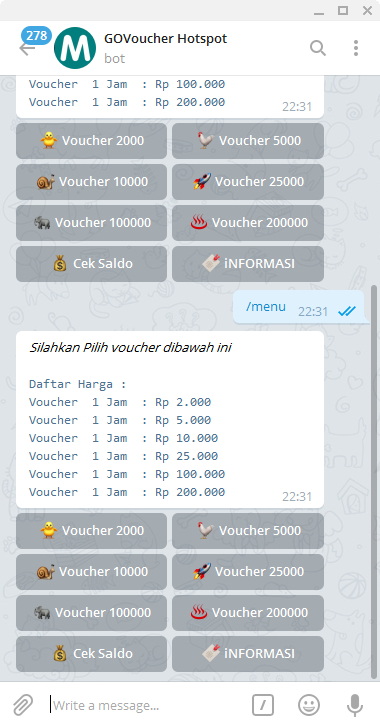 278
M
GOVoucher Hotspot
bot
Voucher 1 Jam : Rp 100.000
Voucher 1 Jam : Rp 200.000
22:31
Voucher 2000
Voucher 5000
Voucher 10000
Voucher 25000
Voucher 100000
Voucher 200000
Cek Saldo
iNFORMASI
/menu 22:31
Silahkan Pilih voucher dibawah ini
Daftar Harga :
Voucher 1 Jam : Rp 2.000
Voucher 1 Jam : Rp 5.000
Voucher 1 Jam : Rp 10.000
Voucher 1 Jam : Rp 25.000
Voucher 1 Jam : Rp 100.000
Voucher 1 Jam : Rp 200.000
22:31
Voucher 2000
Voucher 5000
Voucher 10000
Voucher 25000
Voucher 100000
Voucher 200000
Cek Saldo
iNFORMASI
Write a message...